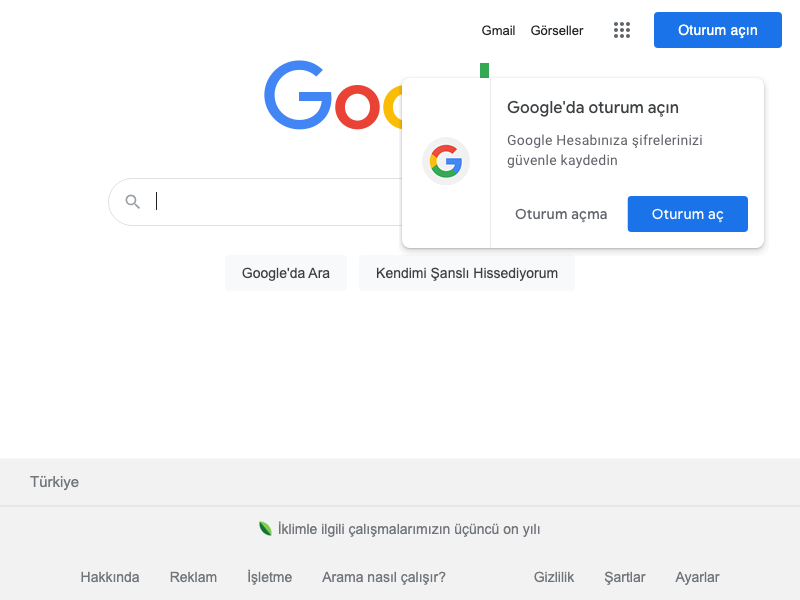 Gmail Görseller Oturum açın
Goo
Google'da oturum açın
Google Hesabınıza şifrelerinizi
güvenle kaydedin
Oturum açma Oturum aç
Google'da Ara Kendimi Şanslı Hissediyorum
Türkiye
İklimle ilgili çalışmalarımızın üçüncü on yılı
Hakkında Reklam İşletme Arama nasıl çalışır? Gizlilik Şartlar Ayarlar